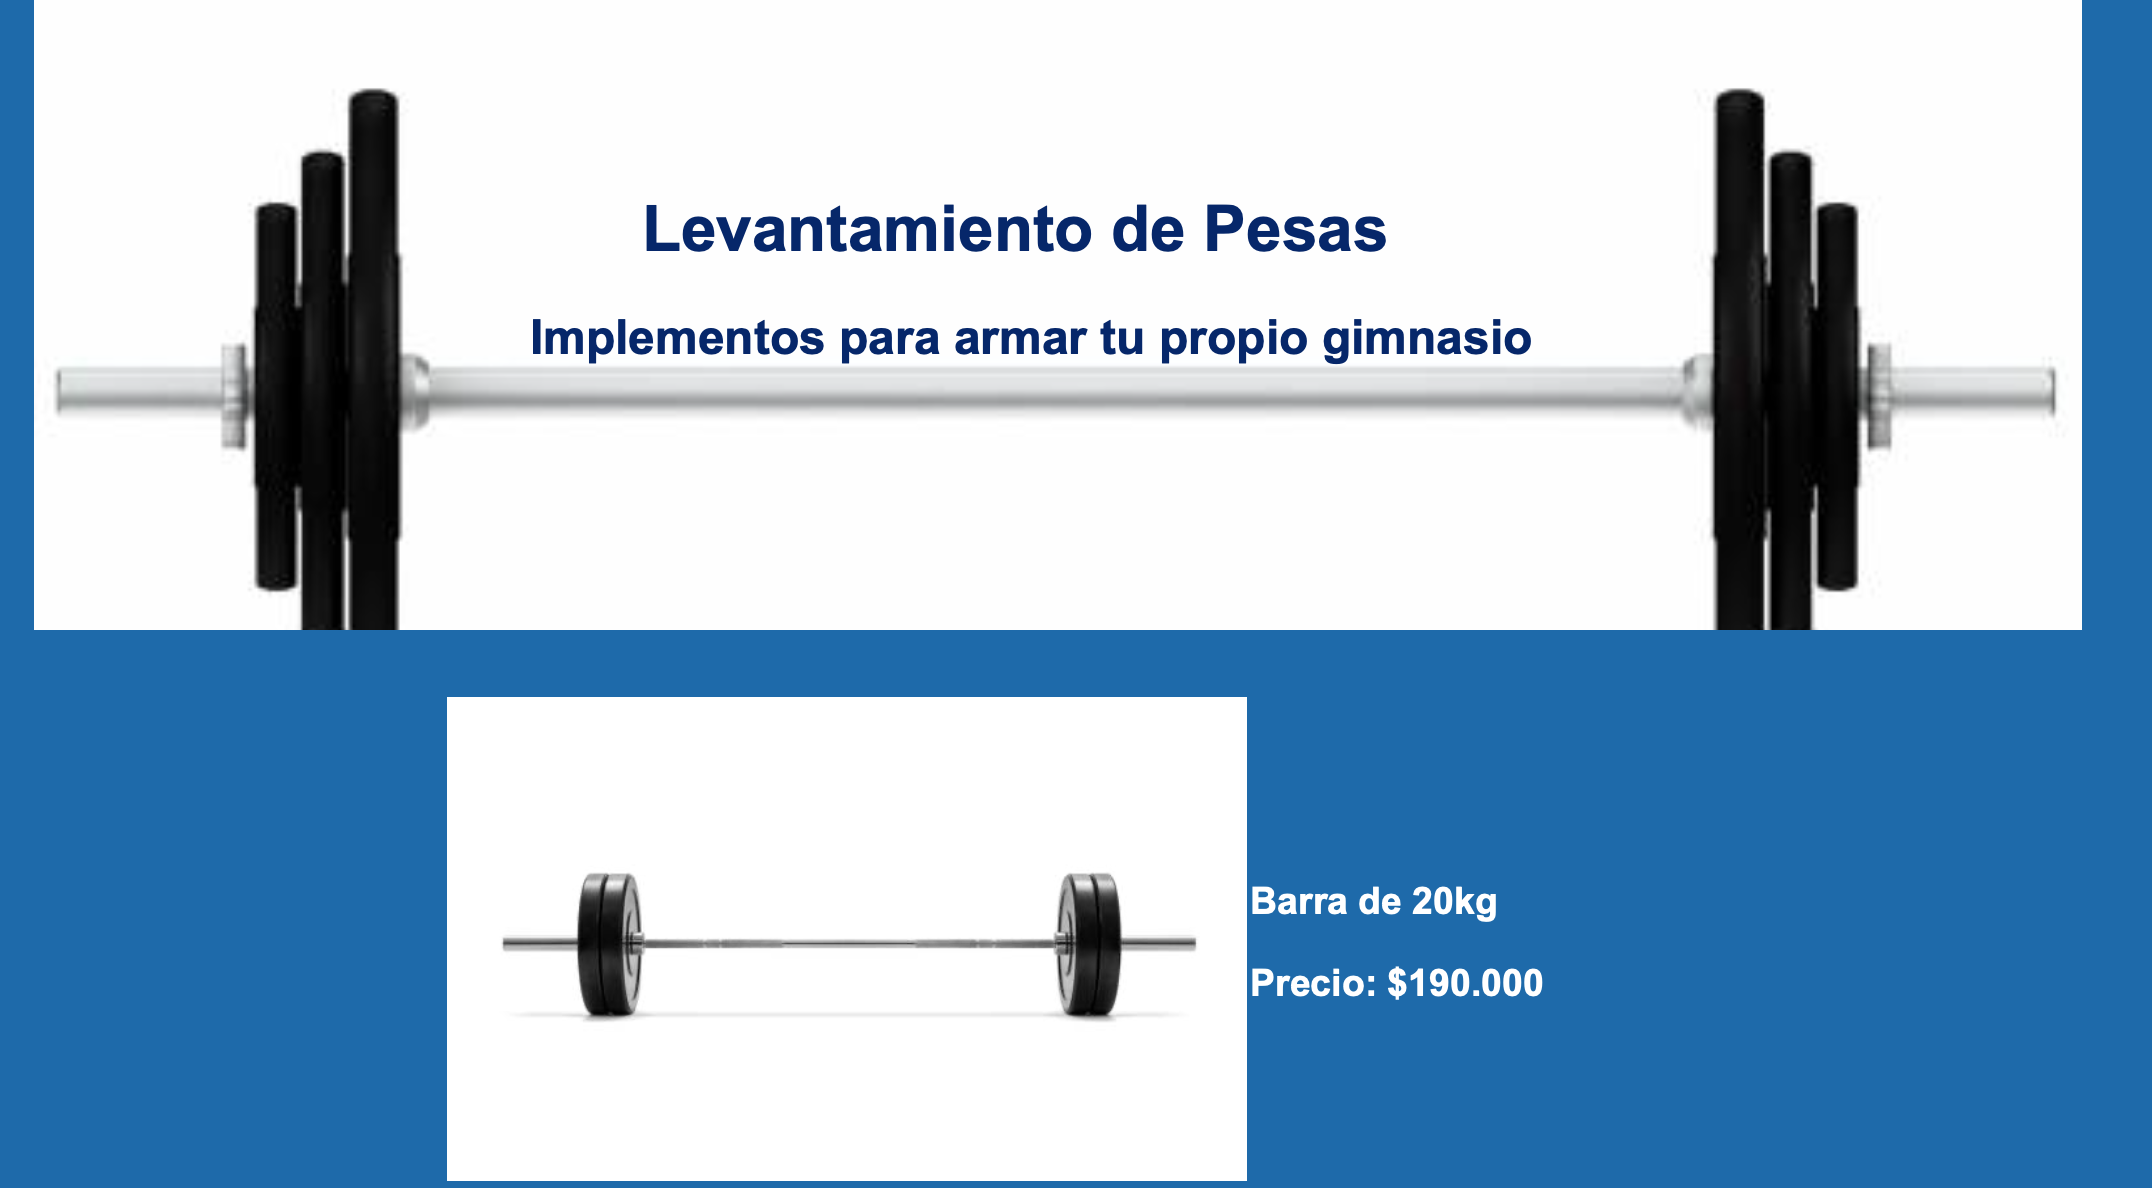 Levantamiento de Pesas
Implementos para armar tu propio gimnasio
Barra de 20kg
Precio: $190.000